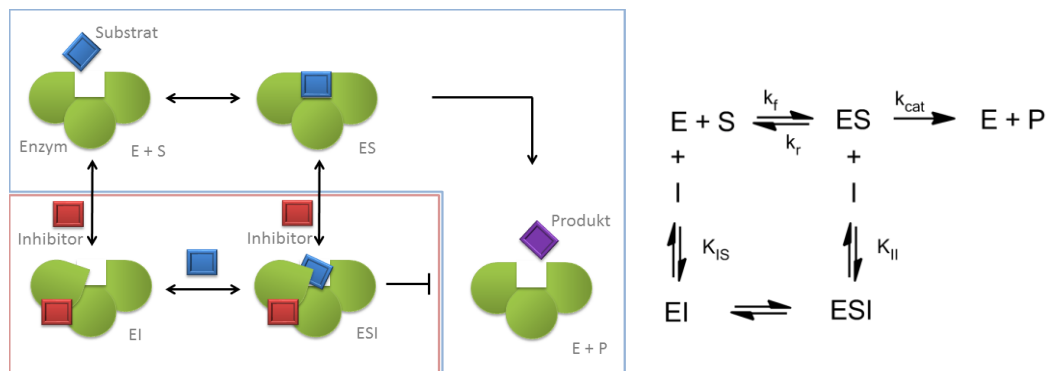 Substrat
Enzym
E + S
ES
Inhibitor
Inhibitor
EI
ESI
Produkt
E + P
E + S
k_f
k_r
ES
k_cat
E + P
+
+
I
I
K_IS
K_II
EI
ESI